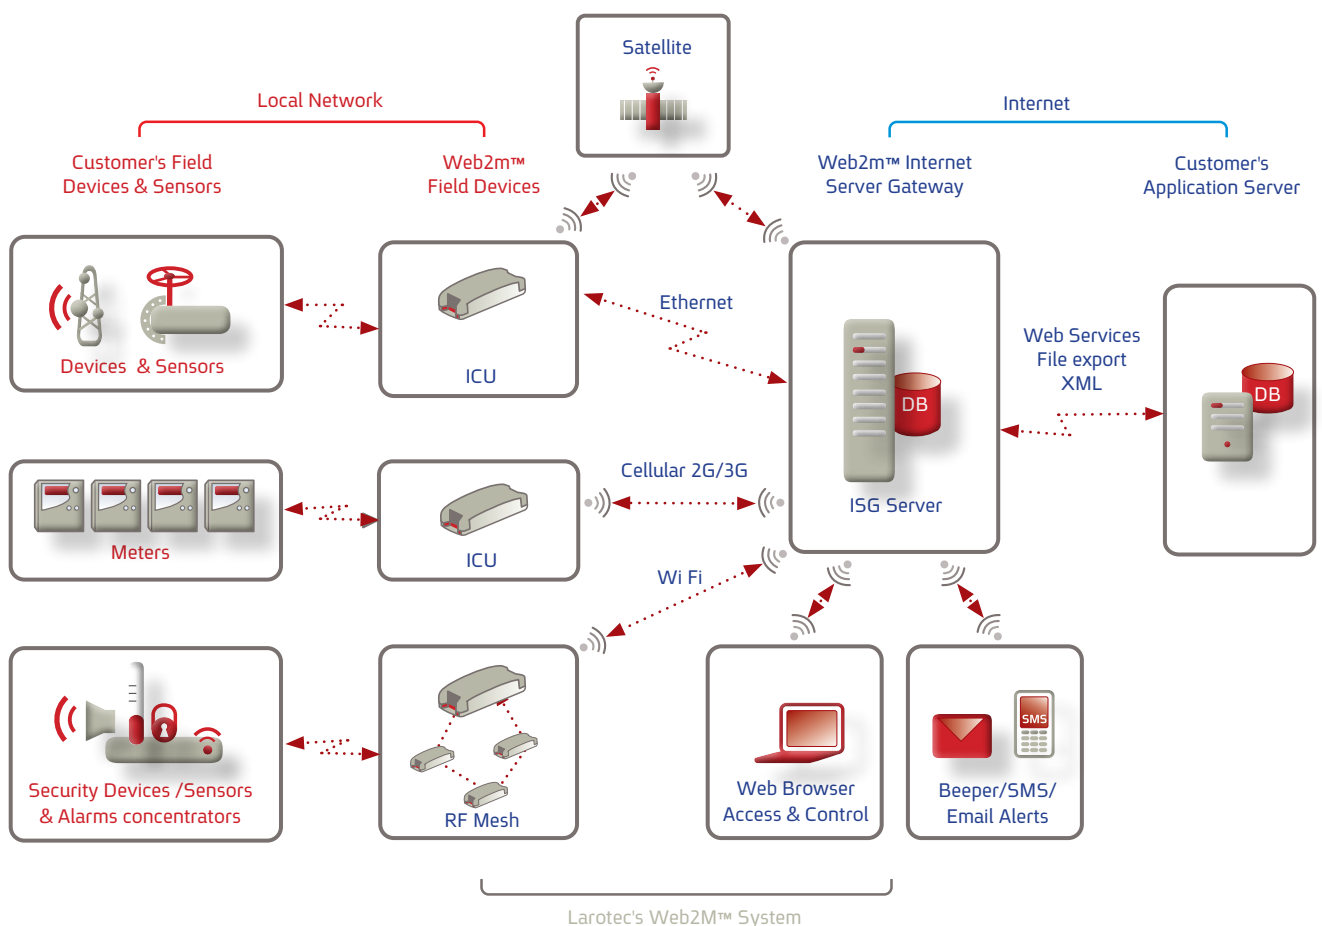 Satellite
Local Network
Internet
Customer's Field
Devices & Sensors
Web2m™
Field Devices
Web2m™ Internet
Server Gateway
Customer's
Application Server
Devices & Sensors
ICU
Ethernet
DB
ISG Server
Web Services
File export
XML
DB
Meters
ICU
Cellular 2G/3G
Wi Fi
Security Devices /Sensors
& Alarms concentrators
RF Mesh
Web Browser
Access & Control
SMS
Beeper/SMS/
Email Alerts
Larotec's Web2M™ System